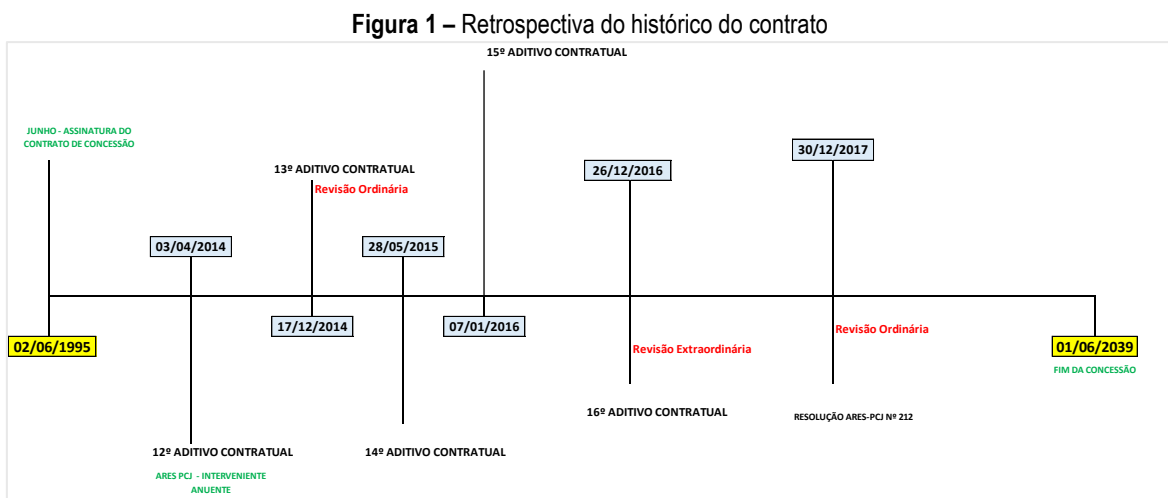 Figura 1 – Retrospectiva do histórico do contrato
15º ADITIVO CONTRATUAL
JUNHO - ASSINATURA DO
CONTRATO DE CONCESSÃO
13º ADITIVO CONTRATUAL
Revisão Ordinária
26/12/2016
30/12/2017
03/04/2014
28/05/2015
02/06/1995
17/12/2014
07/01/2016
Revisão Extraordinária
Revisão Ordinária
01/06/2039
FIM DA CONCESSÃO
12º ADITIVO CONTRATUAL
ARES PCJ - INTERVENIENTE
ANUENTE
14º ADITIVO CONTRATUAL
16º ADITIVO CONTRATUAL
RESOLUÇÃO ARES-PCJ Nº 212